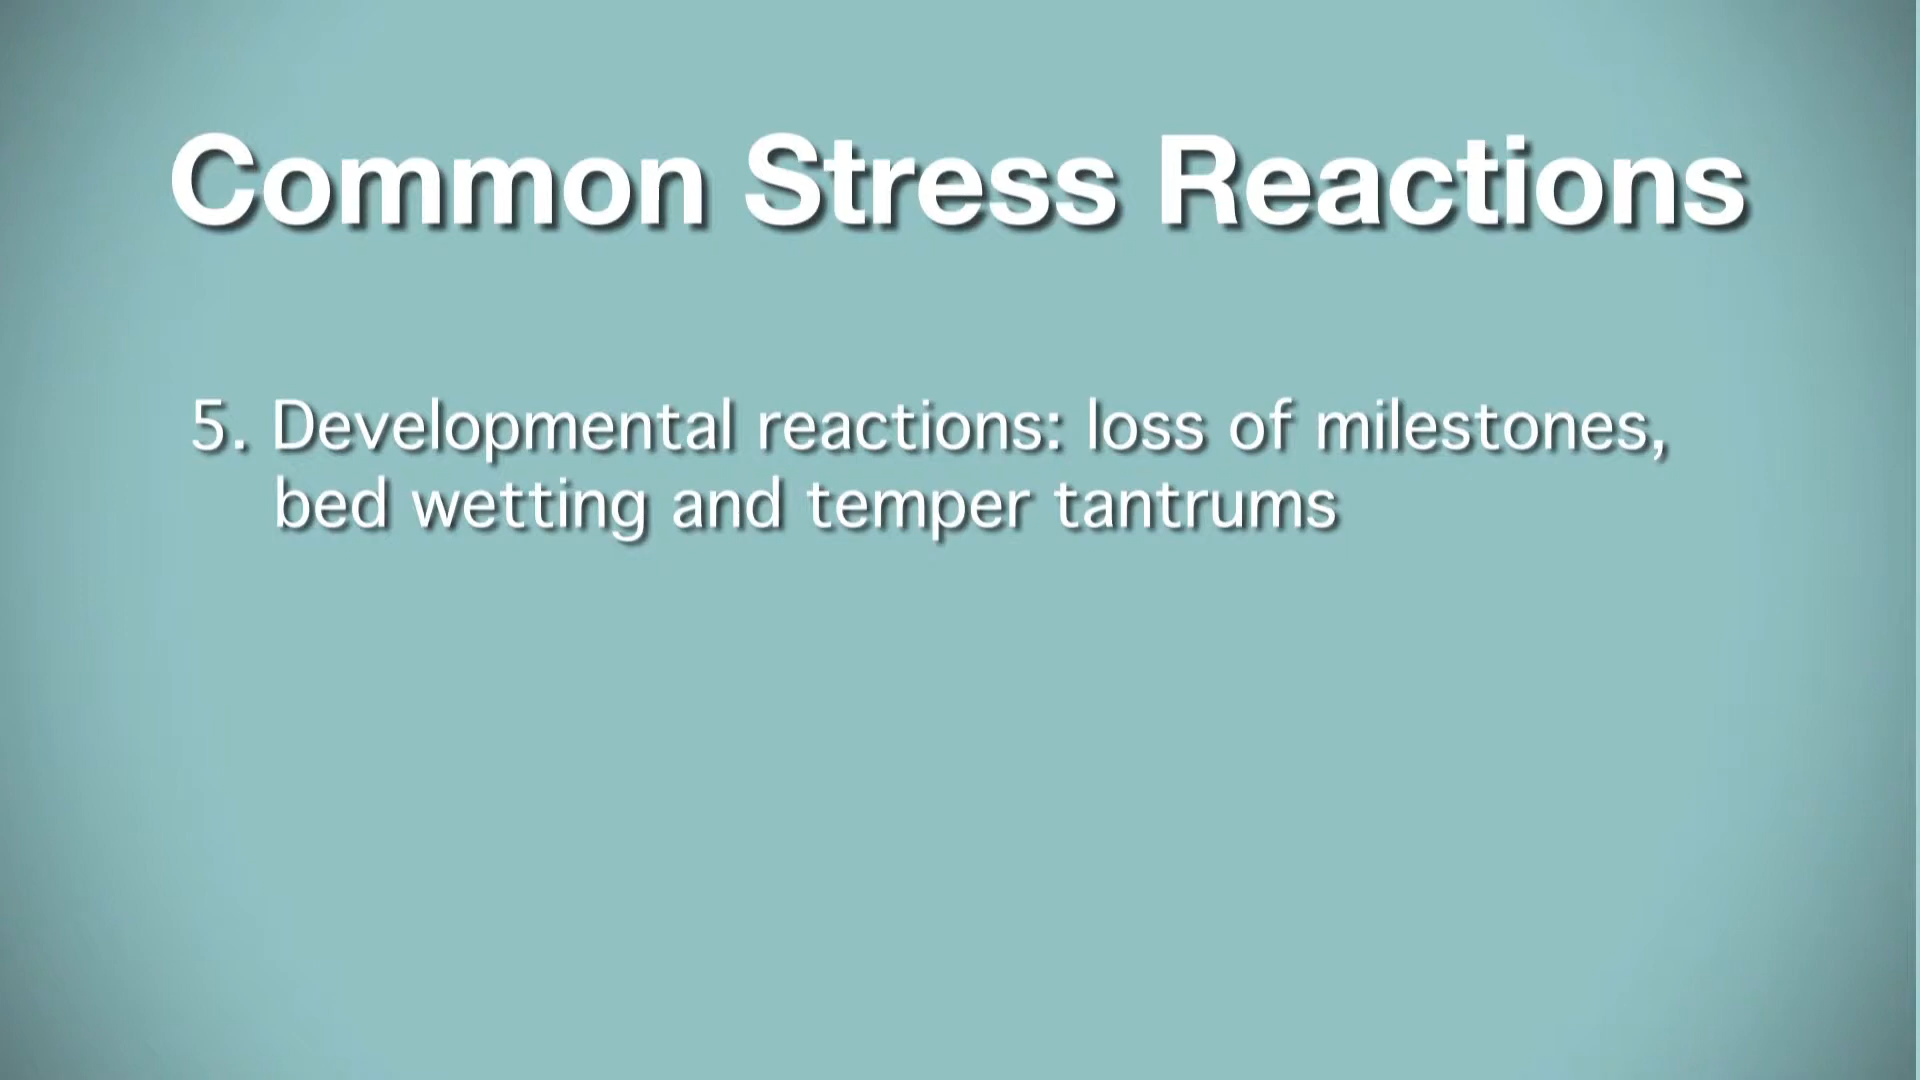 Common Stress Reactions
5. Developmental reactions: loss of milestones,
bed wetting and temper tantrums